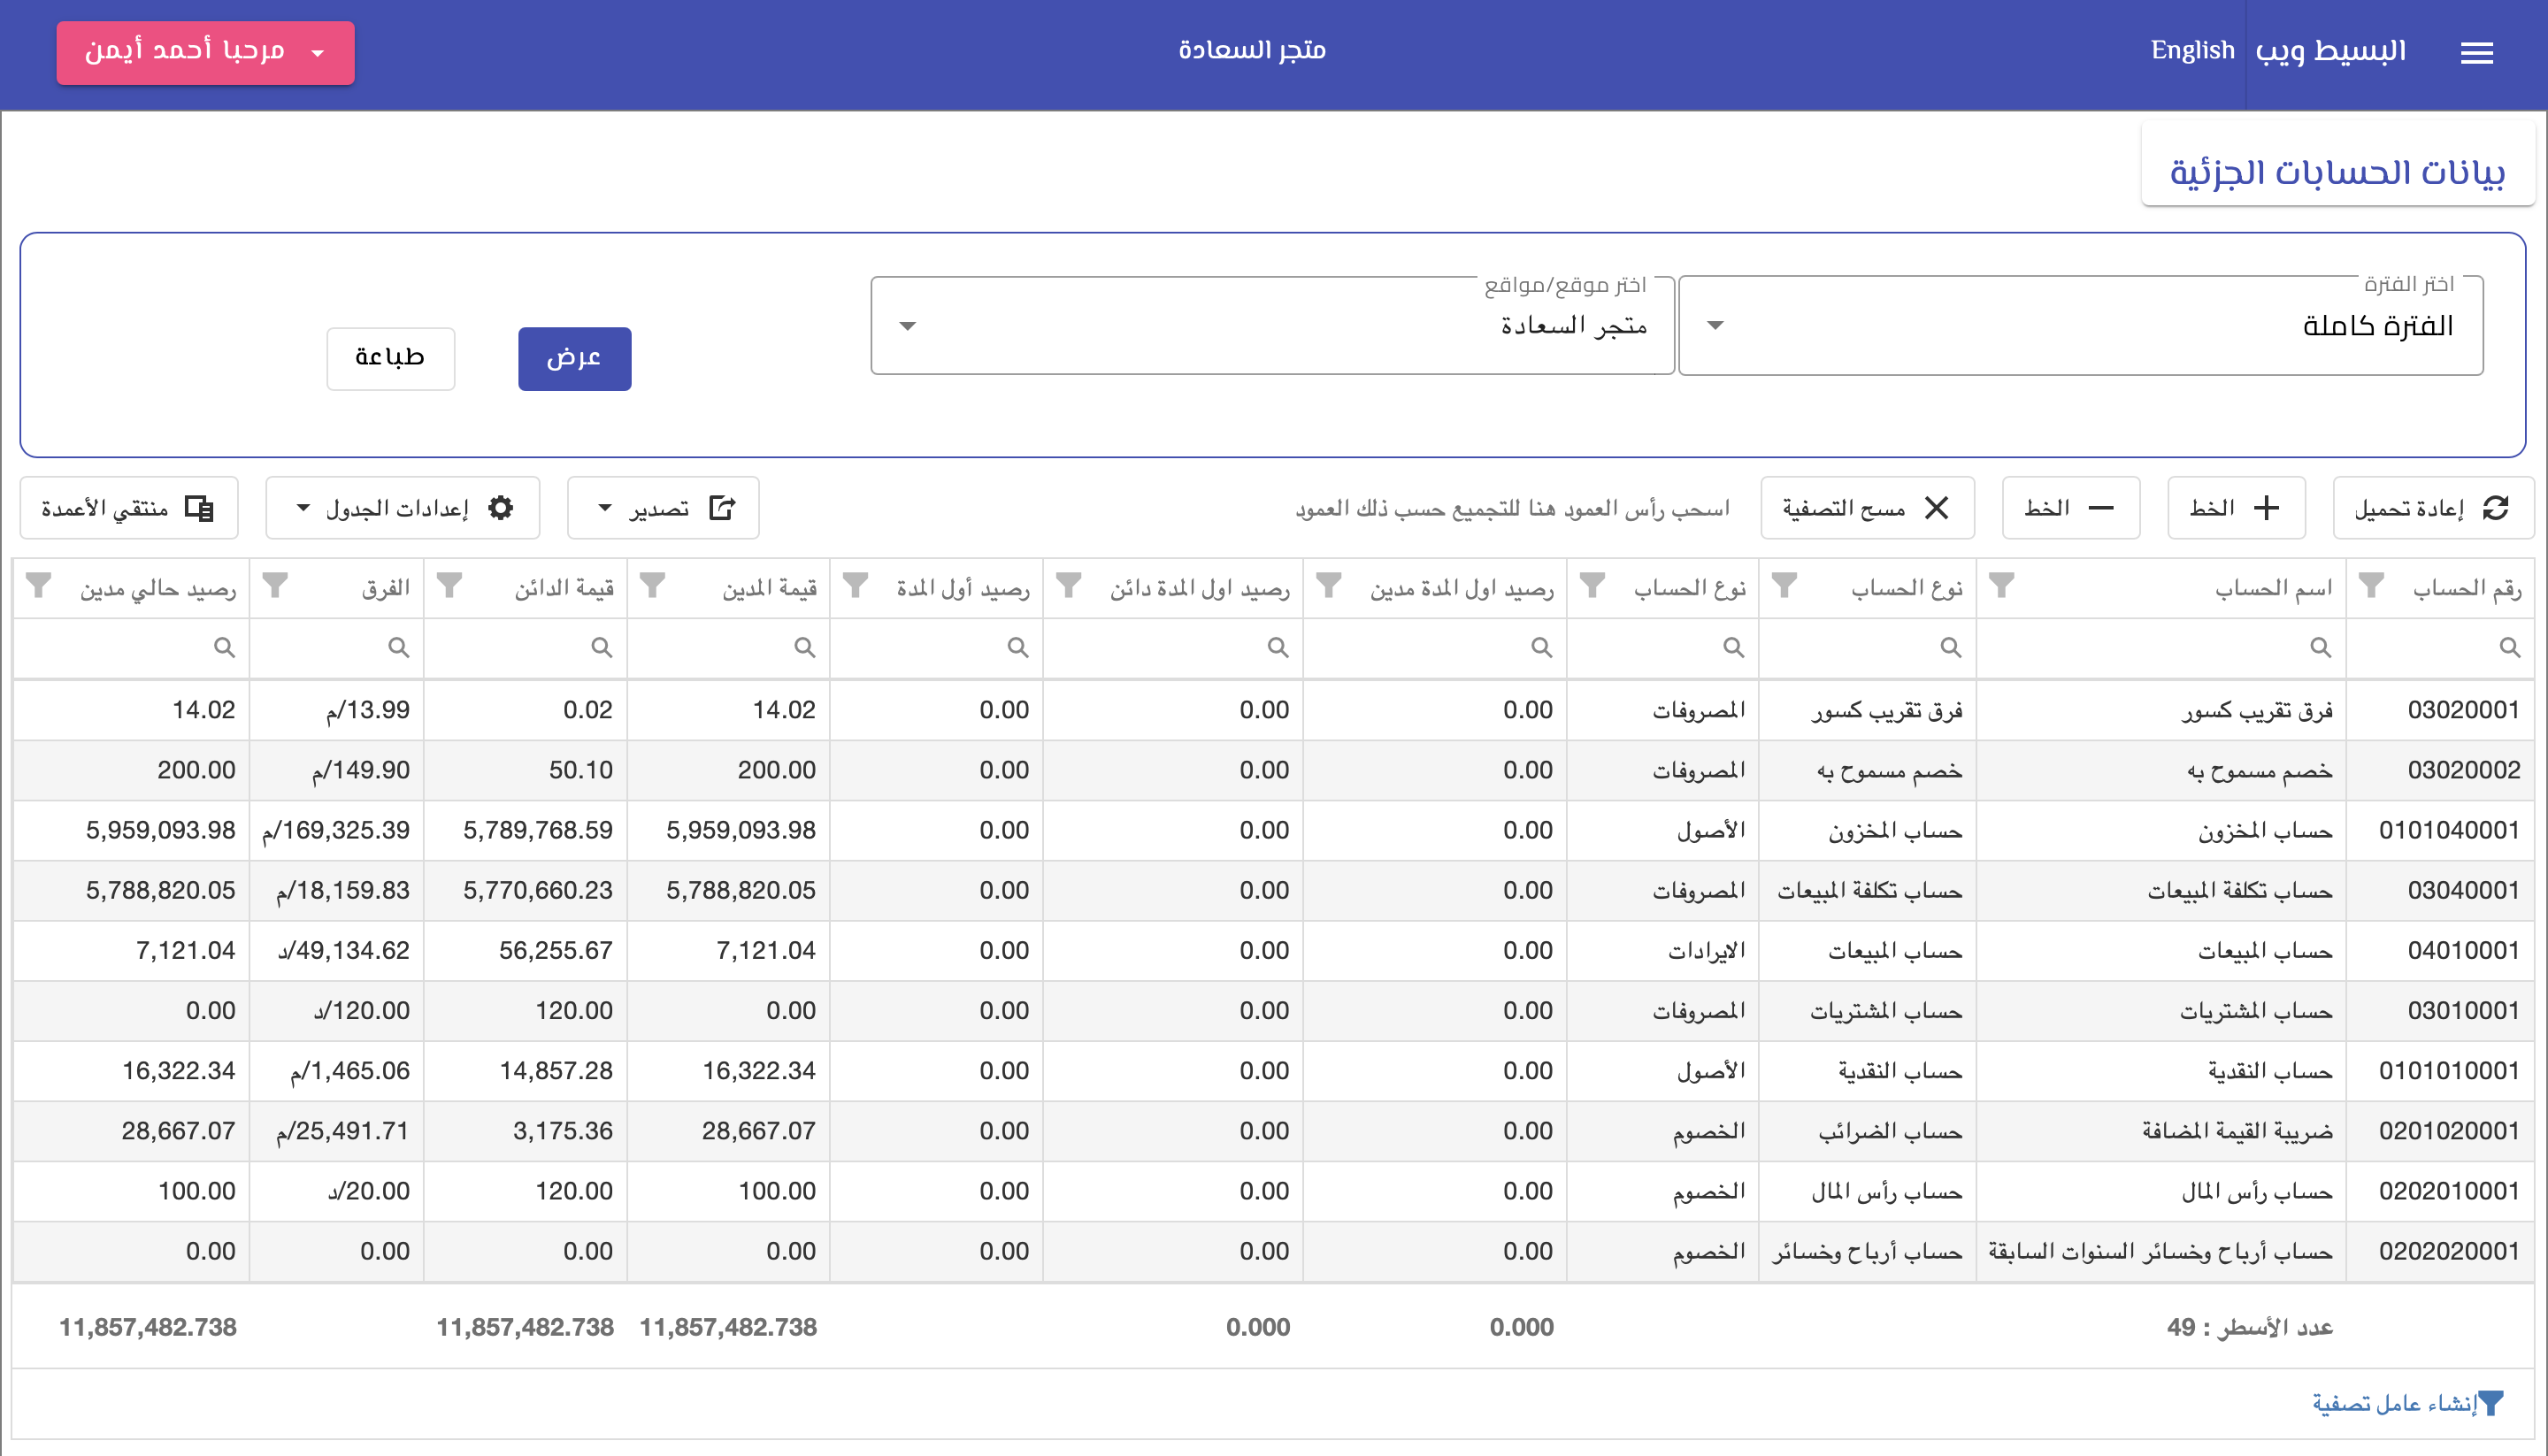 البسيط ويب English متجر السعادة مرحبا أحمد أيمن
بيانات الحسابات الجزئية
اختر الفترة اختر موقع/مواقع
الفترة كاملة متجر السعادة
عرض طباعة
إعادة تحميل الخط الخط مسح التصفية اسحب رأس العمود هنا للتجميع حسب ذلك العمود تصدير إعدادات الجدول منتقي الأعمدة
رقم الحساب اسم الحساب نوع الحساب نوع الحساب رصيد اول المدة مدين رصيد اول المدة دائن رصيد أول المدة قيمة المدين قيمة الدائن الفرق رصيد حالي مدين
03020001 فرق تقريب كسور فرق تقريب كسور المصروفات 0.00 0.00 0.00 14.02 0.02 13.99/م 14.02
03020002 خصم مسموح به خصم مسموح به المصروفات 0.00 0.00 0.00 200.00 50.10 149.90/م 200.00
0101040001 حساب المخزون حساب المخزون الأصول 0.00 0.00 0.00 5,959,093.98 5,789,768.59 169,325.39/م 5,959,093.98
03040001 حساب تكلفة المبيعات حساب تكلفة المبيعات المصروفات 0.00 0.00 0.00 5,788,820.05 5,770,660.23 18,159.83/م 5,788,820.05
04010001 حساب المبيعات حساب المبيعات الايرادات 0.00 0.00 0.00 7,121.04 56,255.67 49,134.62/د 7,121.04
03010001 حساب المشتريات حساب المشتريات المصروفات 0.00 0.00 0.00 0.00 120.00 120.00/د 0.00
0101010001 حساب النقدية حساب النقدية الأصول 0.00 0.00 0.00 16,322.34 14,857.28 1,465.06/م 16,322.34
0201020001 ضريبة القيمة المضافة حساب الضرائب الخصوم 0.00 0.00 0.00 28,667.07 3,175.36 25,491.71/م 28,667.07
0202010001 حساب رأس المال حساب رأس المال الخصوم 0.00 0.00 0.00 100.00 120.00 20.00/د 100.00
0202020001 حساب أرباح وخسائر السنوات السابقة حساب أرباح وخسائر الخصوم 0.00 0.00 0.00 0.00 0.00 0.00 0.00
عدد الأسطر : 49 0.000 0.000 11,857,482.738 11,857,482.738 11,857,482.738
إنشاء عامل تصفية